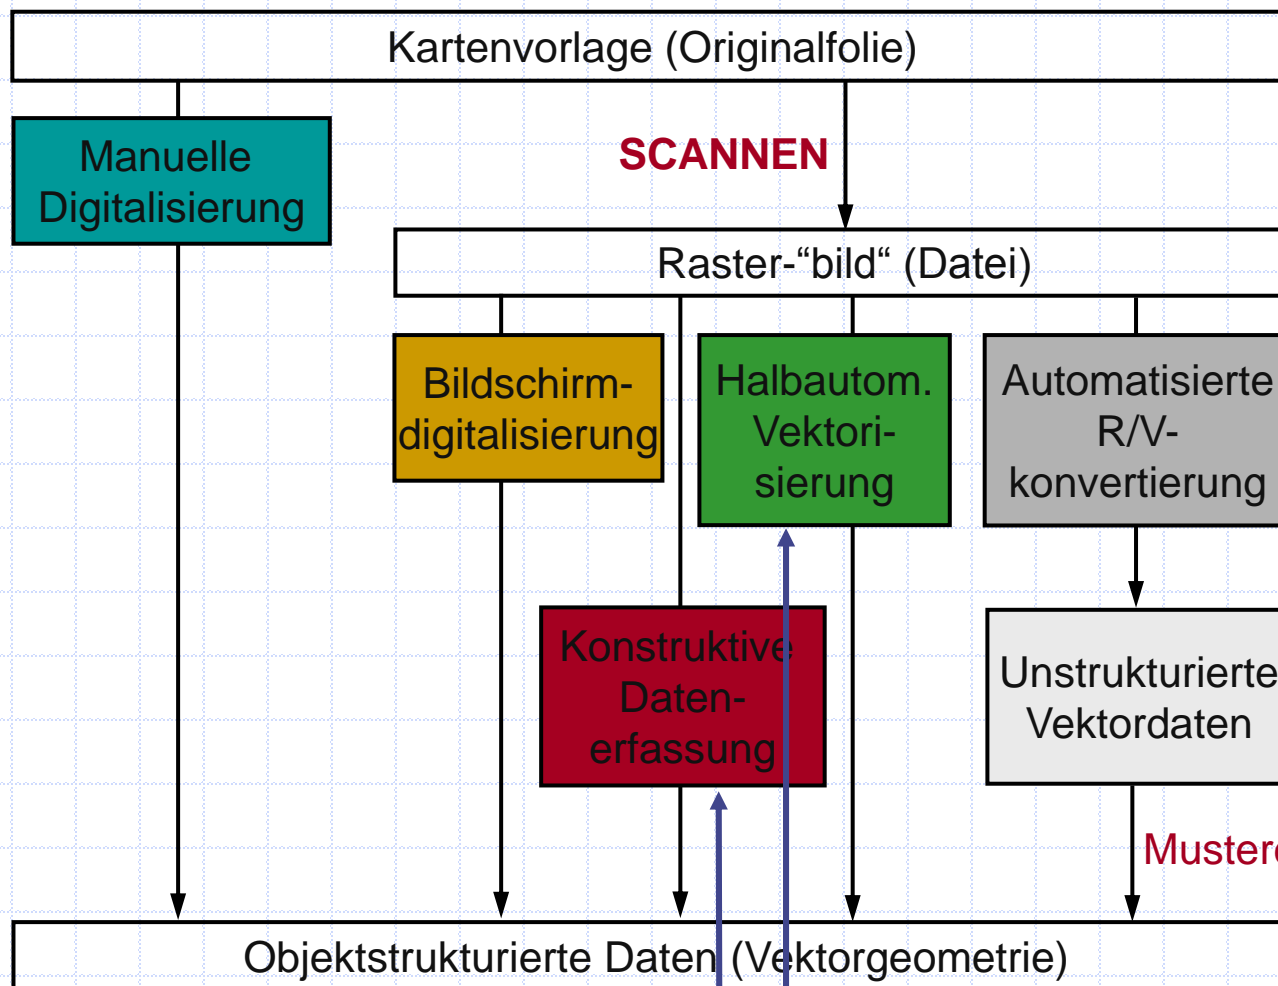 Kartenvorlage (Originalfolie)
Manuelle
Digitalisierung
SCANNEN
Raster-“bild“ (Datei)
Bildschirm-
digitalisierung
Halbautom.
Vektori-
sierung
Automatisierte
R/V-
konvertierung
Konstruktive
Daten-
erfassung
Unstrukturierte
Vektordaten
Objektstrukturierte Daten (Vektorgeometrie)